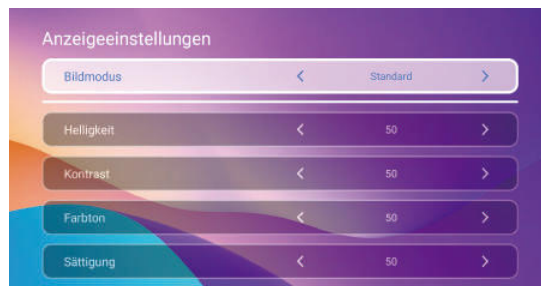 Anzeigeeinstellungen
Bildmodus < Standard >
Helligkeit < 50 >
Kontrast < 50 >
Farbton < 50 >
Sättigung < 50 >